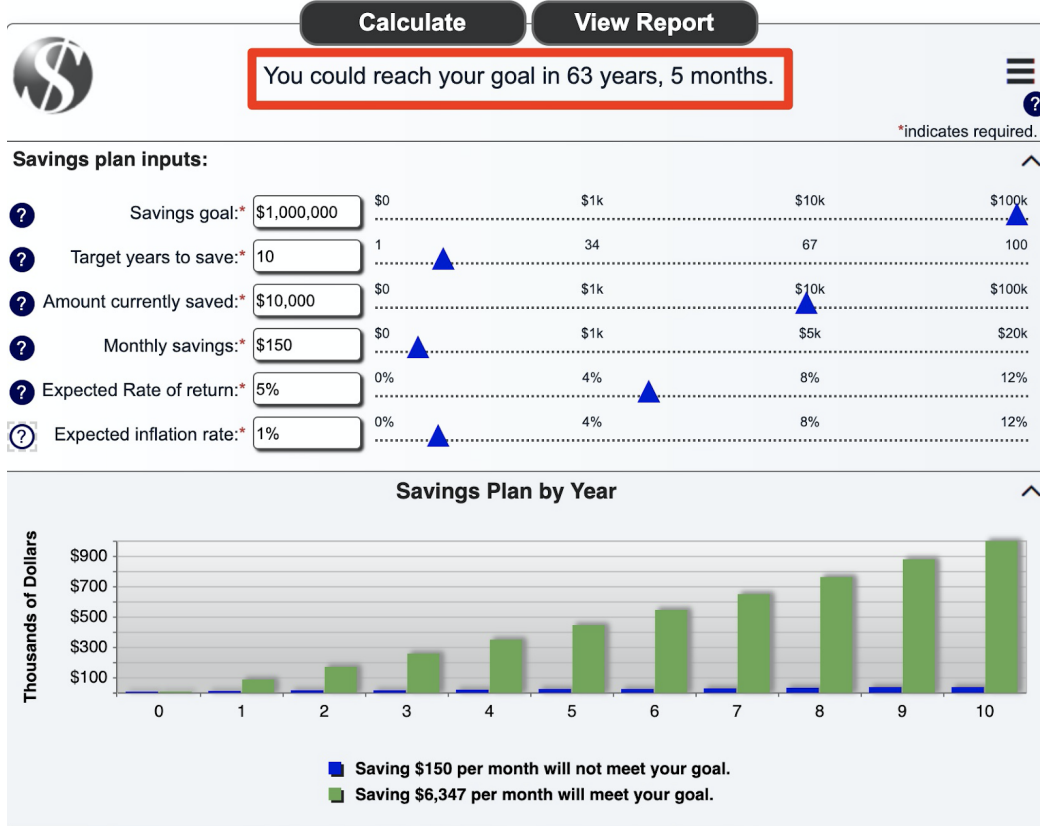 Calculate View Report
You could reach your goal in 63 years, 5 months.
*indicates required.
Savings plan inputs:
? Savings goal:* $1,000,000 $0 $1k $10k $100k
? Target years to save:* 10 1 34 67 100
? Amount currently saved:* $10,000 $0 $1k $10k $100k
? Monthly savings:* $150 $0 $1k $5k $20k
? Expected Rate of return:* 5% 0% 4% 8% 12%
? Expected inflation rate:* 1% 0% 4% 8% 12%
Savings Plan by Year
Thousands of Dollars
$900
$700
$500
$300
$100
0 1 2 3 4 5 6 7 8 9 10
Saving $150 per month will not meet your goal.
Saving $6,347 per month will meet your goal.